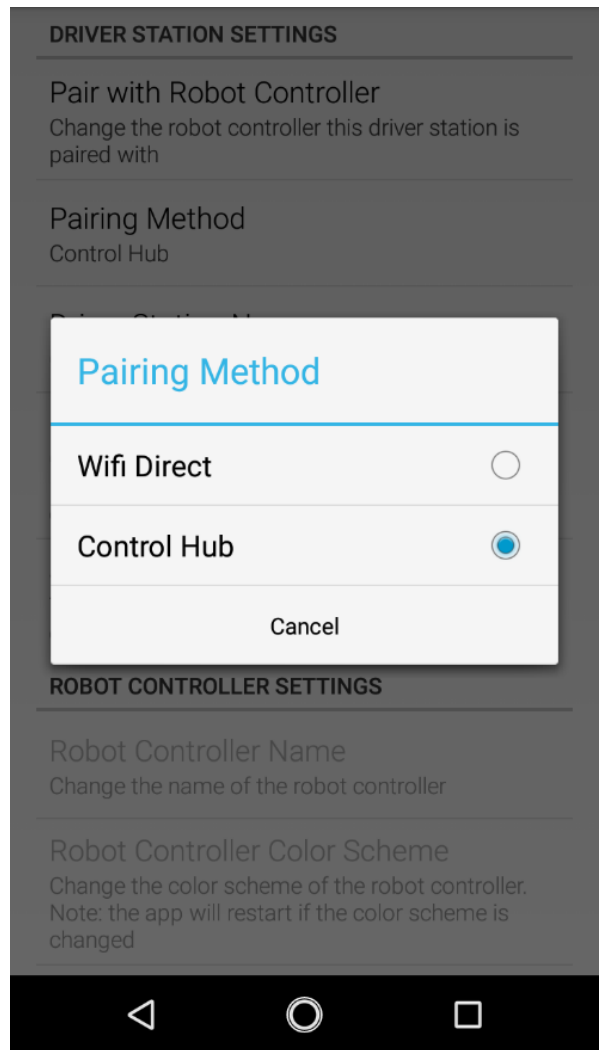 DRIVER STATION SETTINGS
Pair with Robot Controller
Change the robot controller this driver station is
paired with
Pairing Method
Control Hub
Pairing Method
Wifi Direct
Control Hub
Cancel
ROBOT CONTROLLER SETTINGS
Robot Controller Name
Change the name of the robot controller
Robot Controller Color Scheme
Change the color scheme of the robot controller.
Note: the app will restart if the color scheme is
changed